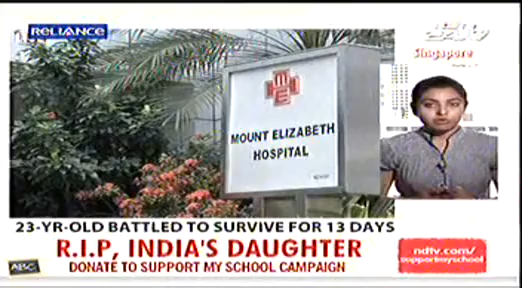 RELIANCE
Singapore
MOUNT ELIZABETH
HOSPITAL
23-YR-OLD BATTLED TO SURVIVE FOR 13 DAYS
R.I.P, INDIA'S DAUGHTER
DONATE TO SUPPORT MY SCHOOL CAMPAIGN
ndtv.com/
supportmyschool
ABC